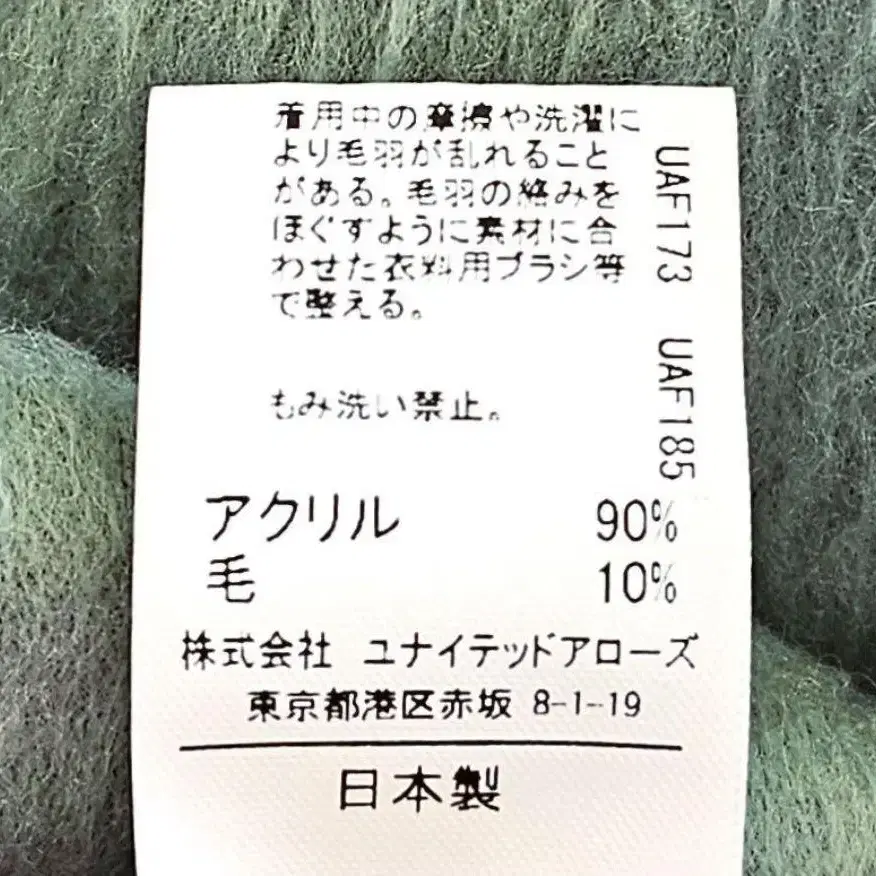 着用中の摩擦や洗濯に
より毛羽が乱れること
がある。毛羽の絡みを
ほぐすように素材に合
わせた衣料用ブラシ等
で整える。
もみ洗い禁止。
UAF173
UAF185
アクリル 90%
毛 10%
株式会社 ユナイテッドアローズ
東京都港区赤坂 8-1-19
日本製